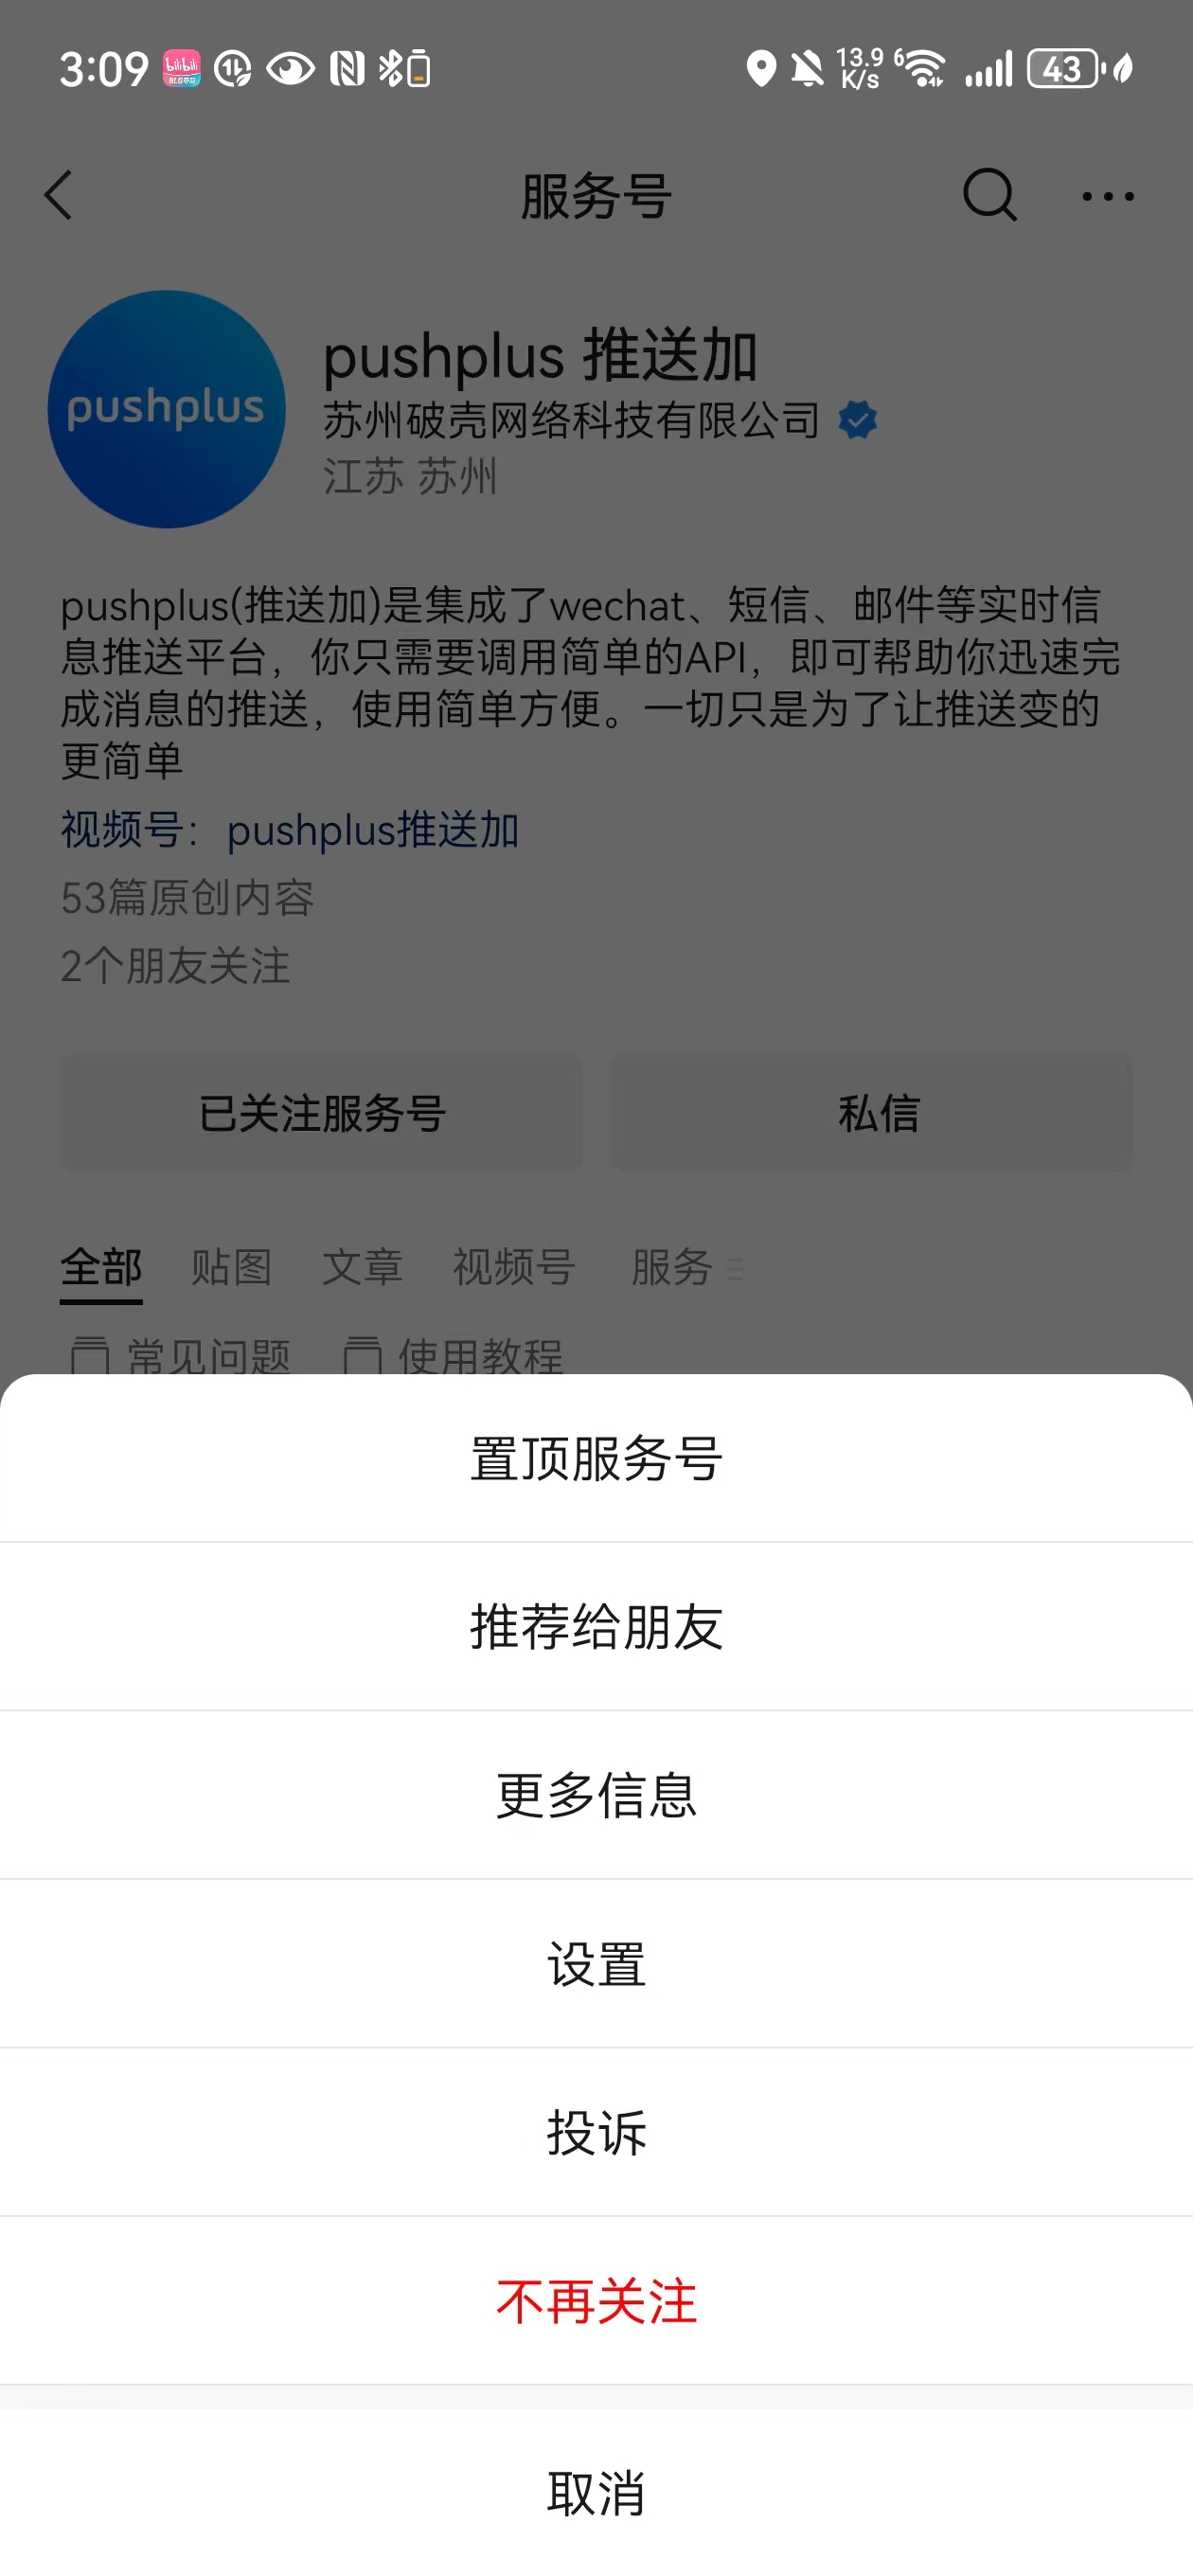 3:09
bilibili
13.9 K/s
6
43
服务号
pushplus
pushplus 推送加
苏州破壳网络科技有限公司
江苏 苏州
pushplus(推送加)是集成了wechat、短信、邮件等实时信
息推送平台，你只需要调用简单的API，即可帮助你迅速完
成消息的推送，使用简单方便。一切只是为了让推送变的
更简单
视频号：pushplus推送加
53篇原创内容
2个朋友关注
已关注服务号 私信
全部 贴图 文章 视频号 服务
常见问题 使用教程
置顶服务号
推荐给朋友
更多信息
设置
投诉
不再关注
取消